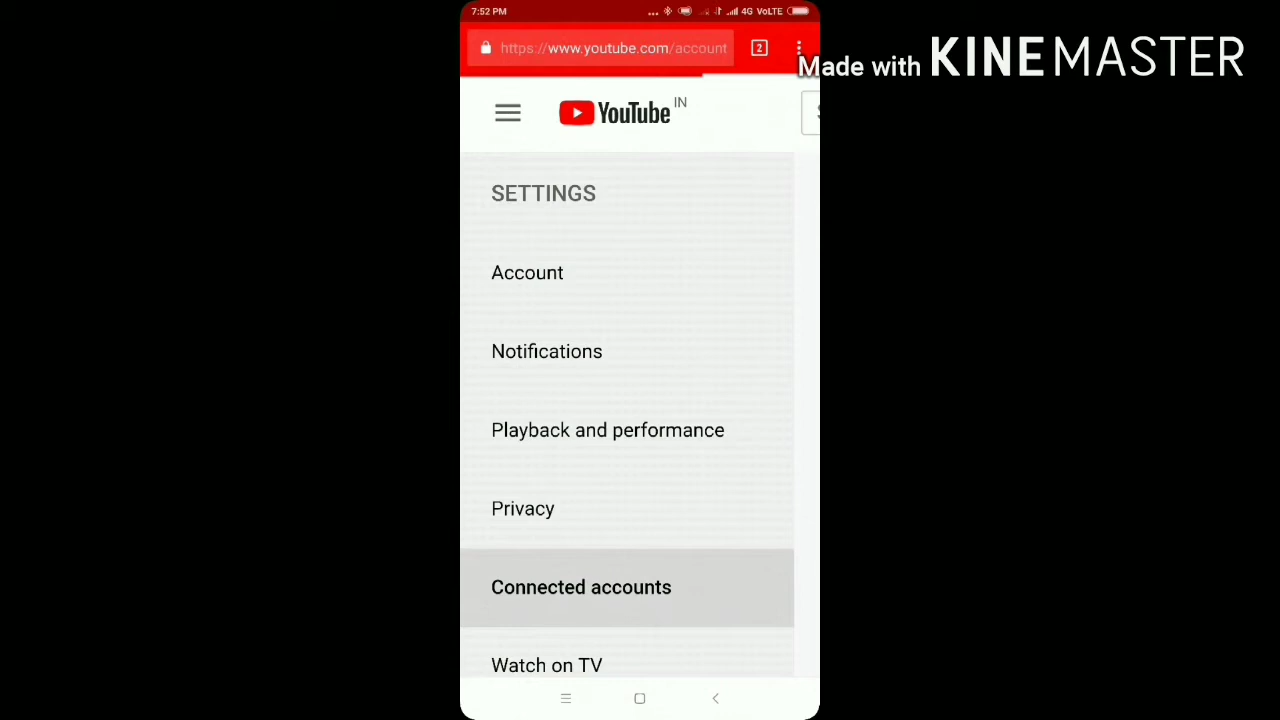 7:52 PM
4G VoLTE
https://www.youtube.com/account
2
Made with KINEMASTER
YouTube IN
SETTINGS
Account
Notifications
Playback and performance
Privacy
Connected accounts
Watch on TV